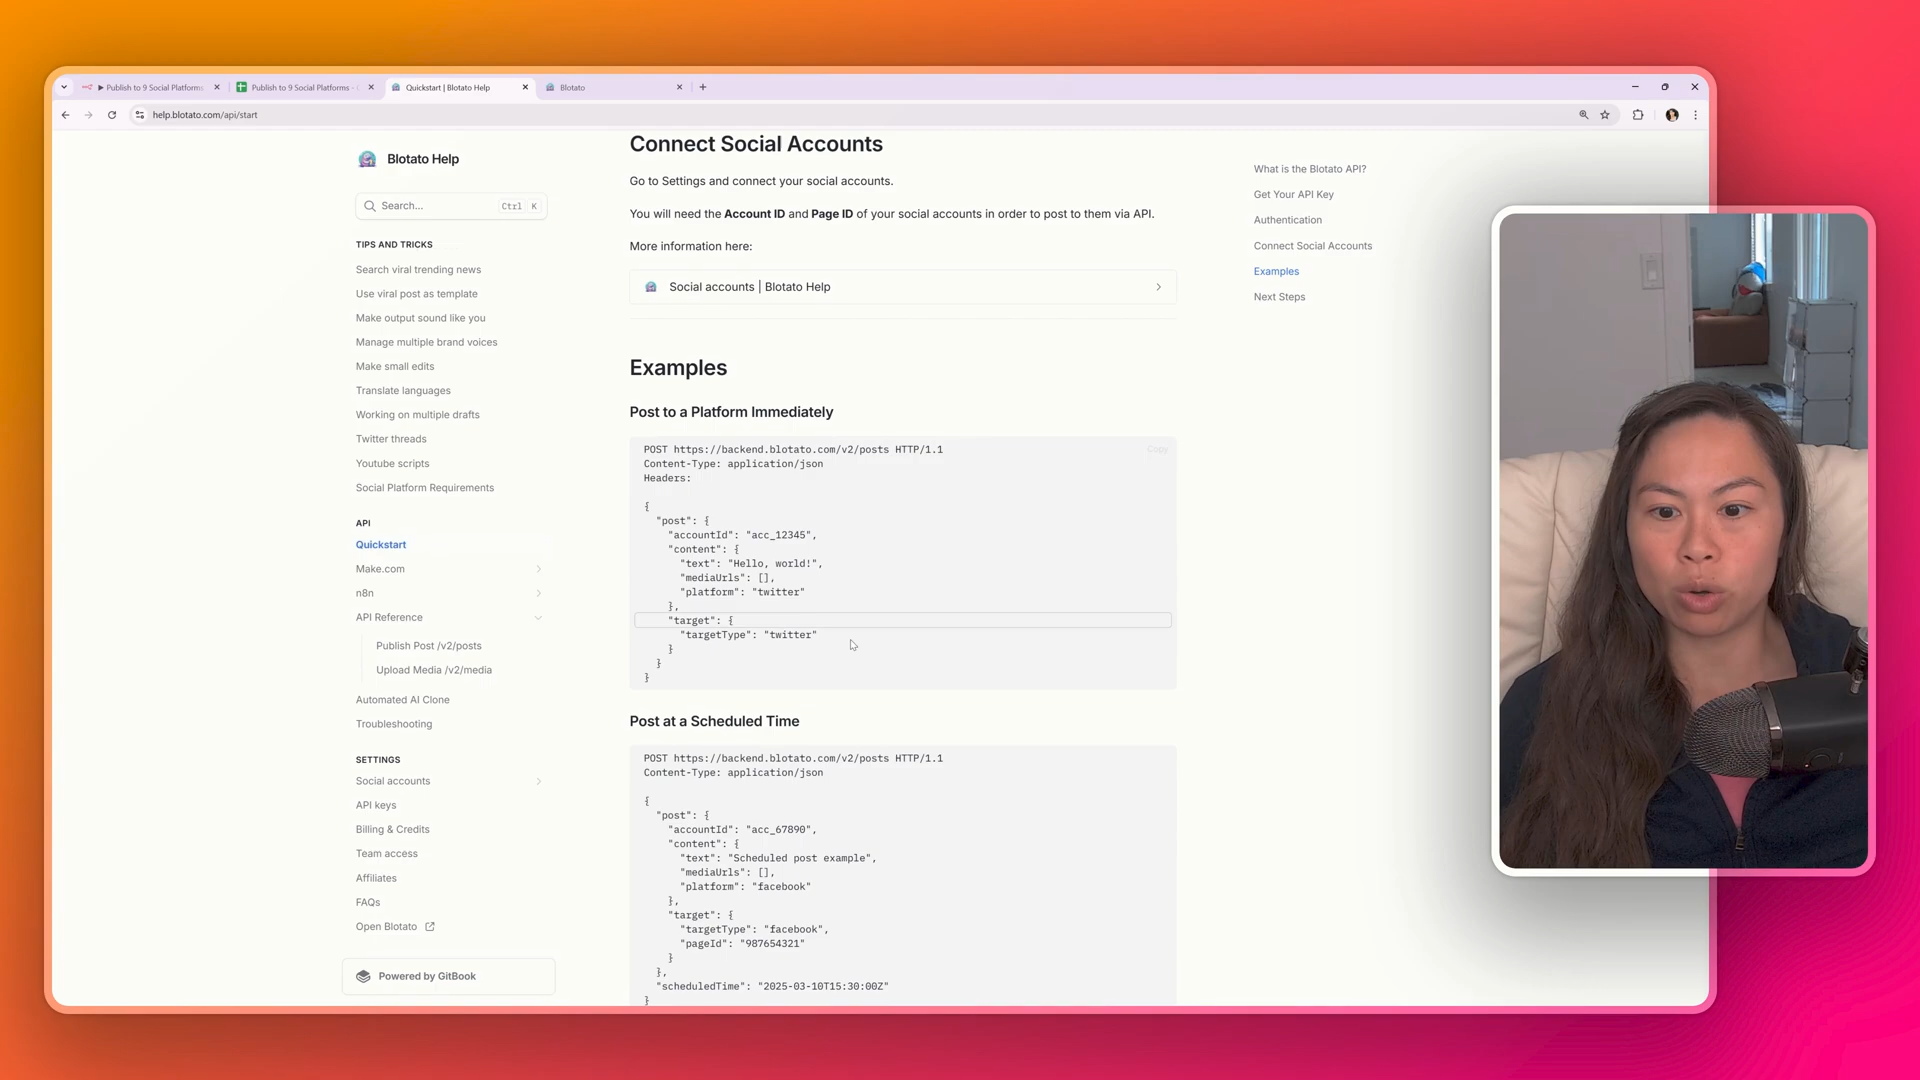 Publish to 9 Social Platforms
Publish to 9 Social Platforms -
Quickstart | Blotato Help
Blotato
help.blotato.com/api/start
Blotato Help
Search...
Ctrl K
TIPS AND TRICKS
Search viral trending news
Use viral post as template
Make output sound like you
Manage multiple brand voices
Make small edits
Translate languages
Working on multiple drafts
Twitter threads
Youtube scripts
Social Platform Requirements
API
Quickstart
Make.com
n8n
API Reference
Publish Post /v2/posts
Upload Media /v2/media
Automated AI Clone
Troubleshooting
SETTINGS
Social accounts
API keys
Billing & Credits
Team access
Affiliates
FAQs
Open Blotato
Powered by GitBook
Connect Social Accounts
Go to Settings and connect your social accounts.
You will need the Account ID and Page ID of your social accounts in order to post to them via API.
More information here:
Social accounts | Blotato Help
Examples
Post to a Platform Immediately
Copy
POST https://backend.blotato.com/v2/posts HTTP/1.1
Content-Type: application/json
Headers:
{
"post": {
"accountId": "acc_12345",
"content": {
"text": "Hello, world!",
"mediaUrls": [],
"platform": "twitter"
},
"target": {
"targetType": "twitter"
}
}
}
Post at a Scheduled Time
POST https://backend.blotato.com/v2/posts HTTP/1.1
Content-Type: application/json
{
"post": {
"accountId": "acc_67890",
"content": {
"text": "Scheduled post example",
"mediaUrls": [],
"platform": "facebook"
},
"target": {
"targetType": "facebook",
"pageId": "987654321"
}
},
"scheduledTime": "2025-03-10T15:30:00Z"
}
What is the Blotato API?
Get Your API Key
Authentication
Connect Social Accounts
Examples
Next Steps